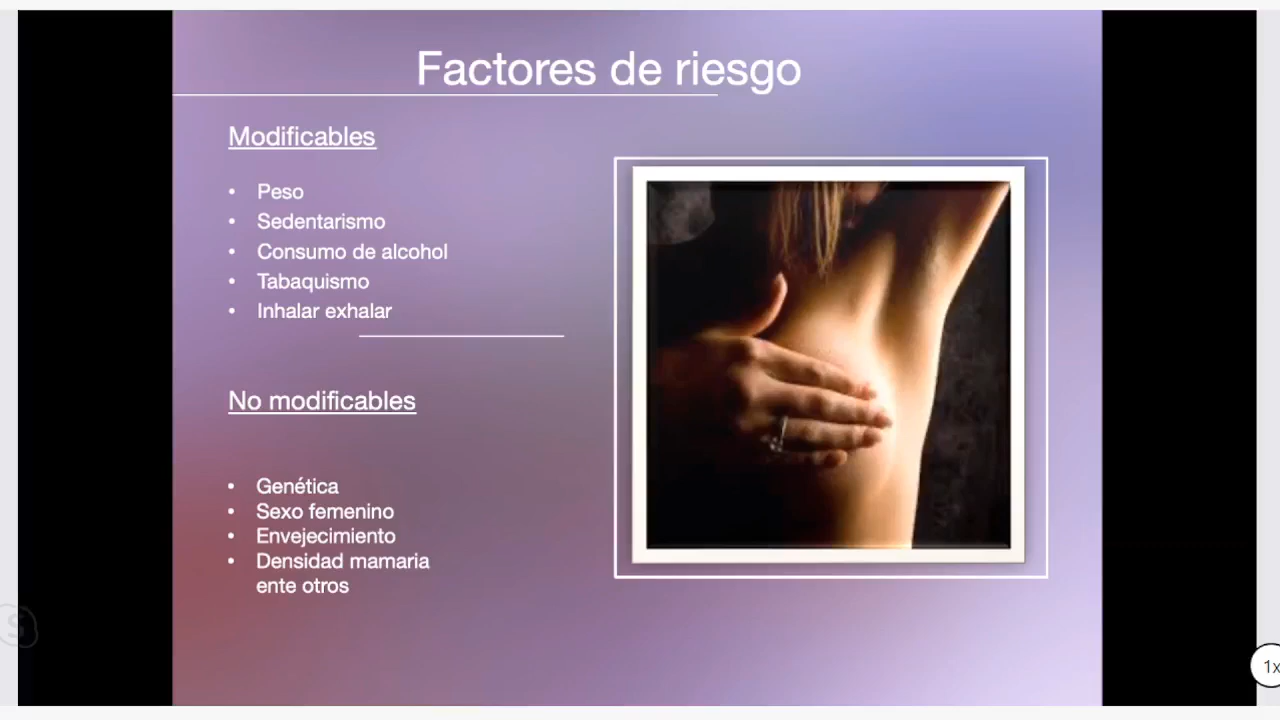 Factores de riesgo
Modificables
• Peso
• Sedentarismo
• Consumo de alcohol
• Tabaquismo
• Inhalar exhalar
No modificables
• Genética
• Sexo femenino
• Envejecimiento
• Densidad mamaria
ente otros
S
1x